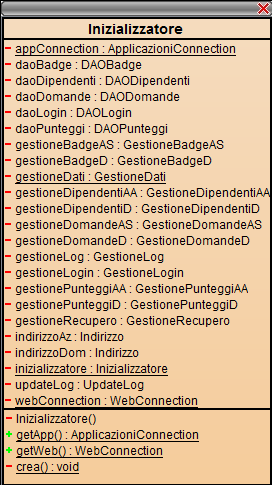 Inizializzatore
- appConnection : ApplicazioniConnection
- daoBadge : DAOBadge
- daoDipendenti : DAODipendenti
- daoDomande : DAODomande
- daoLogin : DAOLogin
- daoPunteggi : DAOPunteggi
- gestioneBadgeAS : GestioneBadgeAS
- gestioneBadgeD : GestioneBadgeD
- gestioneDati : GestioneDati
- gestioneDipendentiAA : GestioneDipendentiAA
- gestioneDipendentiD : GestioneDipendentiD
- gestioneDomandeAS : GestioneDomandeAS
- gestioneDomandeD : GestioneDomandeD
- gestioneLog : GestioneLog
- gestioneLogin : GestioneLogin
- gestionePunteggiAA : GestionePunteggiAA
- gestionePunteggiD : GestionePunteggiD
- gestioneRecupero : GestioneRecupero
- indirizzoAz : Indirizzo
- indirizzoDom : Indirizzo
- inizializzatore : Inizializzatore
- updateLog : UpdateLog
- webConnection : WebConnection
- Inizializzatore()
+ getApp() : ApplicazioniConnection
+ getWeb() : WebConnection
- crea() : void